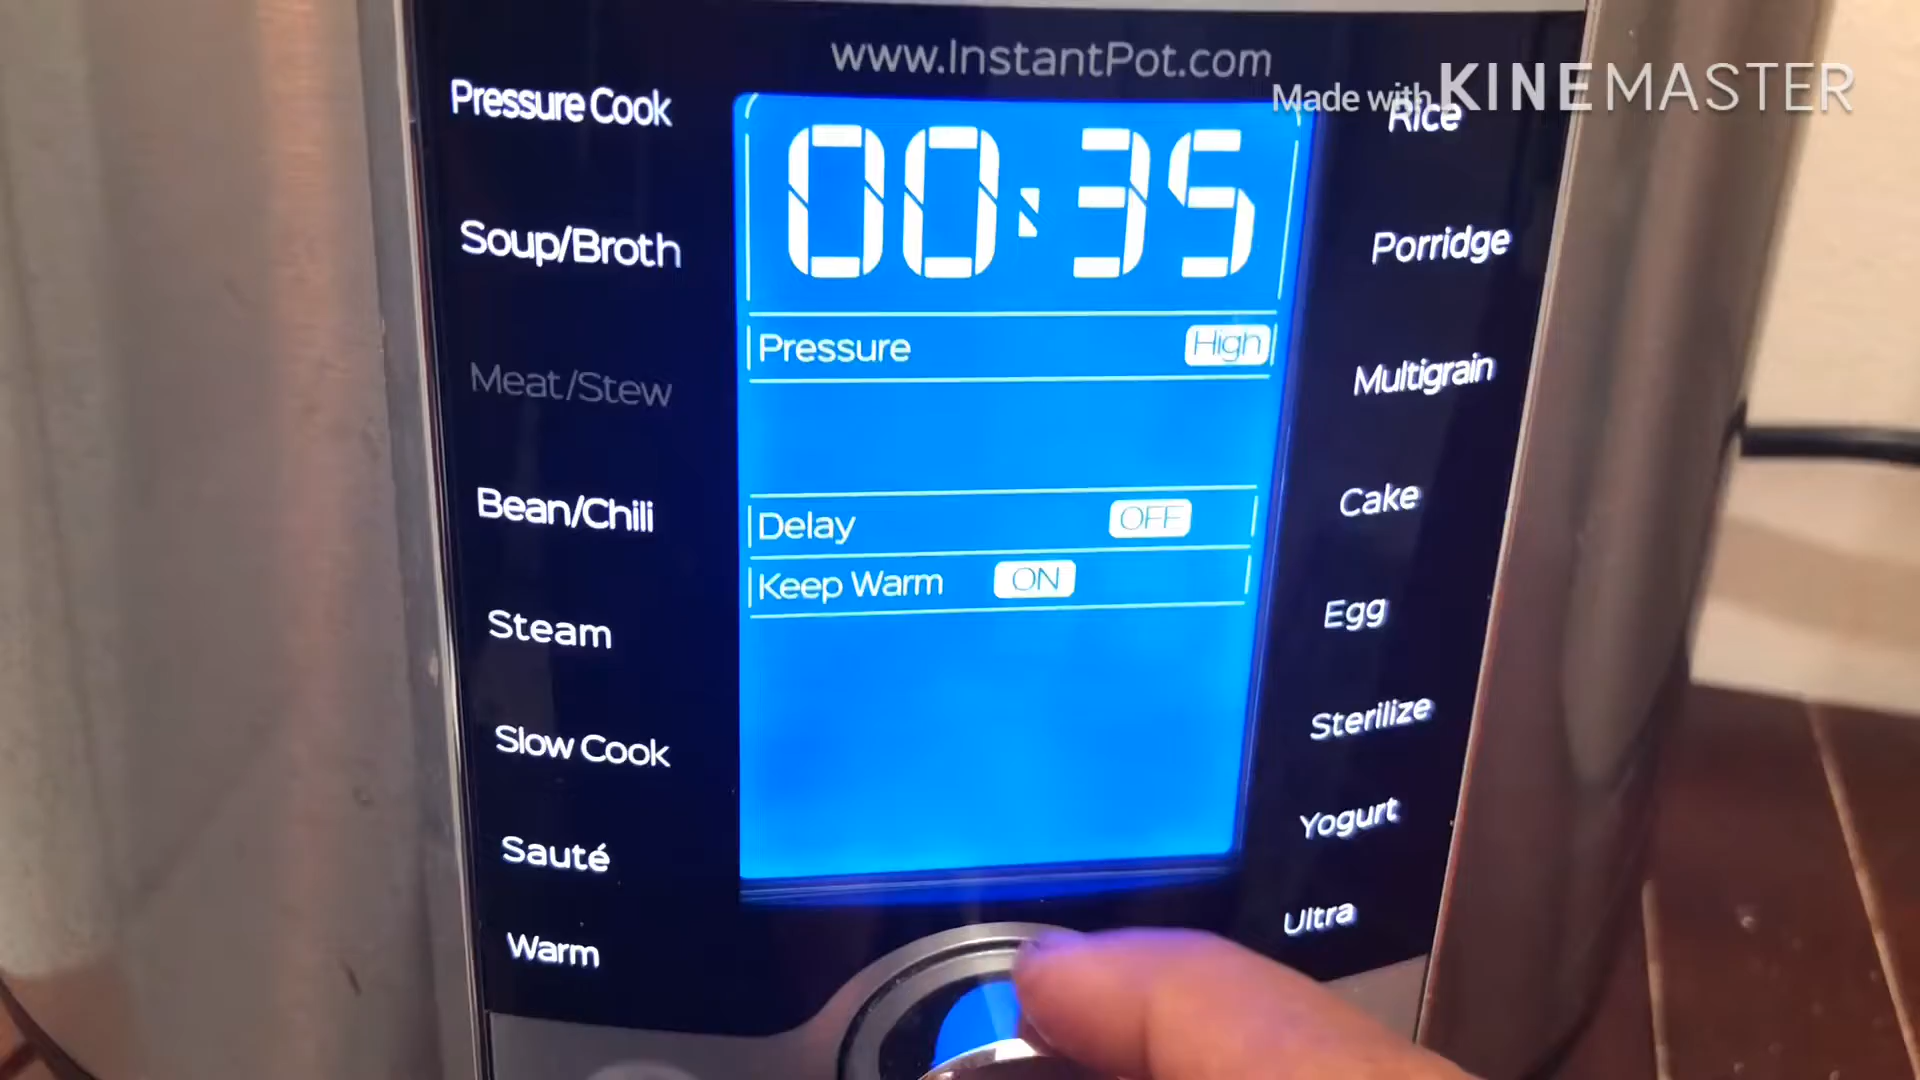 www.InstantPot.com
Made with KINEMASTER
Pressure Cook
Soup/Broth
Meat/Stew
Bean/Chili
Steam
Slow Cook
Sauté
Warm
00:35
Pressure High
Delay OFF
Keep Warm ON
Rice
Porridge
Multigrain
Cake
Egg
Sterilize
Yogurt
Ultra